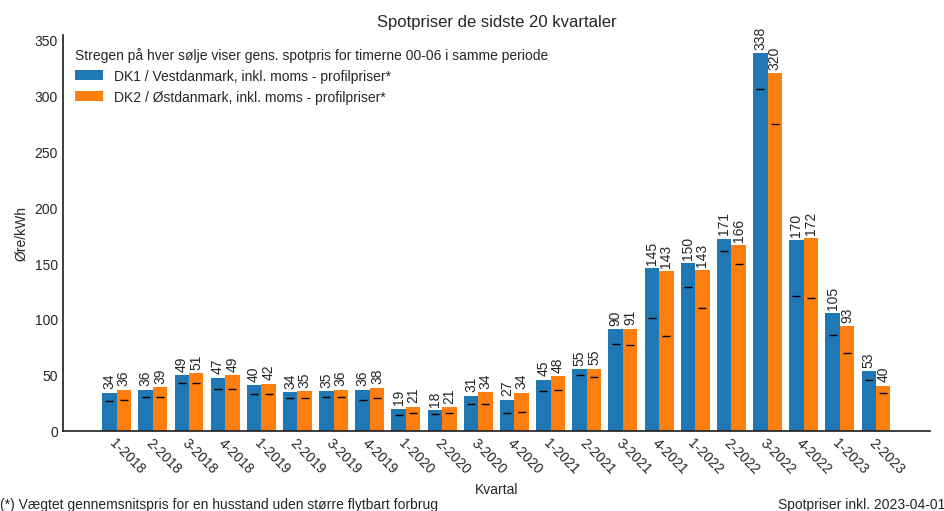 Spotpriser de sidste 20 kvartaler
Stregen på hver sølje viser gens. spotpris for timerne 00-06 i samme periode
DK1 / Vestdanmark, inkl. moms - profilpriser*
DK2 / Østdanmark, inkl. moms - profilpriser*
Øre/kWh
350
300
250
200
150
100
50
0
34 36 36 39 49 51 47 49 40 42 34 35 35 36 36 38 19 21 18 21 31 34 27 34 45 48 55 55 90 91 145 143 150 143 171 166 338 320 170 172 105 93 53 40
1-2018 2-2018 3-2018 4-2018 1-2019 2-2019 3-2019 4-2019 1-2020 2-2020 3-2020 4-2020 1-2021 2-2021 3-2021 4-2021 1-2022 2-2022 3-2022 4-2022 1-2023 2-2023
Kvartal
(*) Vægtet gennemsnitspris for en husstand uden større flytbart forbrug
Spotpriser inkl. 2023-04-01